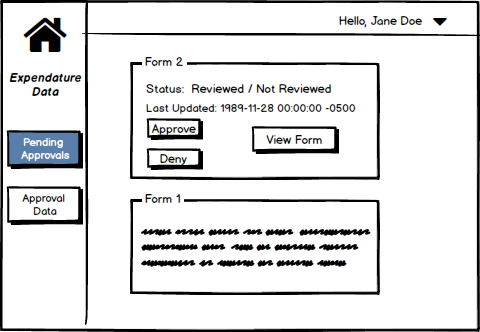 Hello, Jane Doe
Expendature
Data
Pending
Approvals
Approval
Data
Form 2
Status: Reviewed / Not Reviewed
Last Updated: 1989-11-28 00:00:00 -0500
Approve
View Form
Deny
Form 1